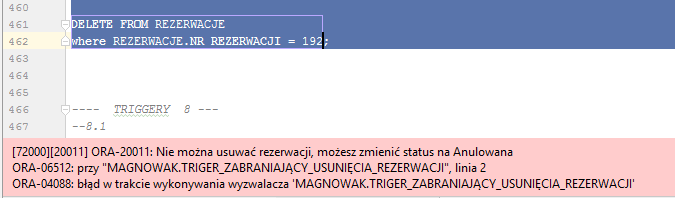 460
461 DELETE FROM REZERWACJE
462 where REZERWACJE.NR_REZERWACJI = 192;
463
464
465
466 ---- TRIGGERY 8 ---
467 --8.1
[72000][20011] ORA-20011: Nie można usuwać rezerwacji, możesz zmienić status na Anulowana
ORA-06512: przy "MAGNOWAK.TRIGER_ZABRANIAJĄCY_USUNIĘCIA_REZERWACJI", linia 2
ORA-04088: błąd w trakcie wykonywania wyzwalacza 'MAGNOWAK.TRIGER_ZABRANIAJĄCY_USUNIĘCIA_REZERWACJI'